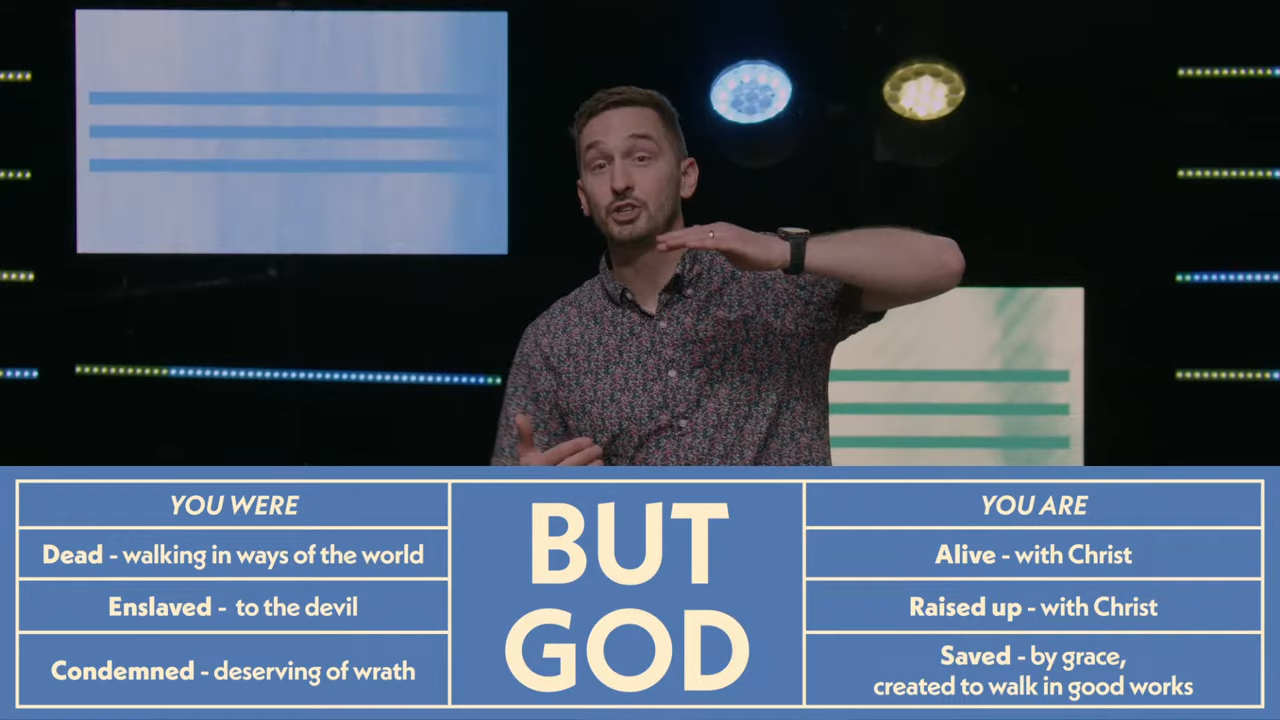 YOU WERE
Dead - walking in ways of the world
Enslaved - to the devil
Condemned - deserving of wrath
BUT
GOD
YOU ARE
Alive - with Christ
Raised up - with Christ
Saved - by grace,
created to walk in good works